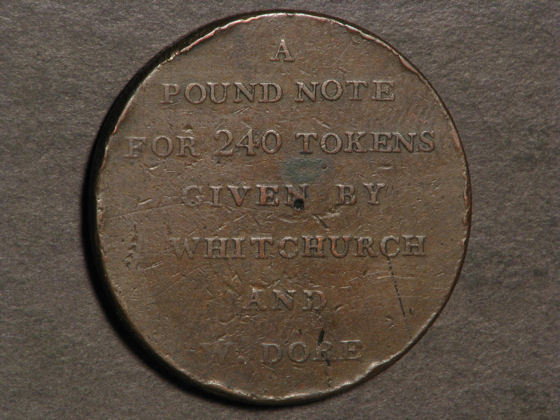 A
POUND NOTE
FOR 240 TOKENS
GIVEN BY
WHITCHURCH
AND
W. DORE